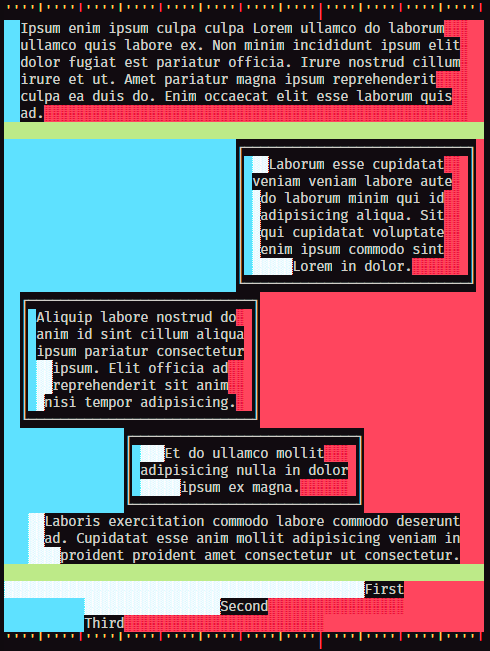 Ipsum enim ipsum culpa culpa Lorem ullamco do laborum
ullamco quis labore ex. Non minim incididunt ipsum elit
dolor fugiat est pariatur officia. Irure nostrud cillum
irure et ut. Amet pariatur magna ipsum reprehenderit
culpa ea duis do. Enim occaecat elit esse laborum quis
ad.
Laborum esse cupidatat
veniam veniam labore aute
do laborum minim qui id
adipisicing aliqua. Sit
qui cupidatat voluptate
enim ipsum commodo sint
Lorem in dolor.
Aliquip labore nostrud do
anim id sint cillum aliqua
ipsum pariatur consectetur
ipsum. Elit officia ad
reprehenderit sit anim
nisi tempor adipisicing.
Et do ullamco mollit
adipisicing nulla in dolor
ipsum ex magna.
Laboris exercitation commodo labore commodo deserunt
ad. Cupidatat esse anim mollit adipisicing veniam in
proident proident amet consectetur ut consectetur.
First
Second
Third